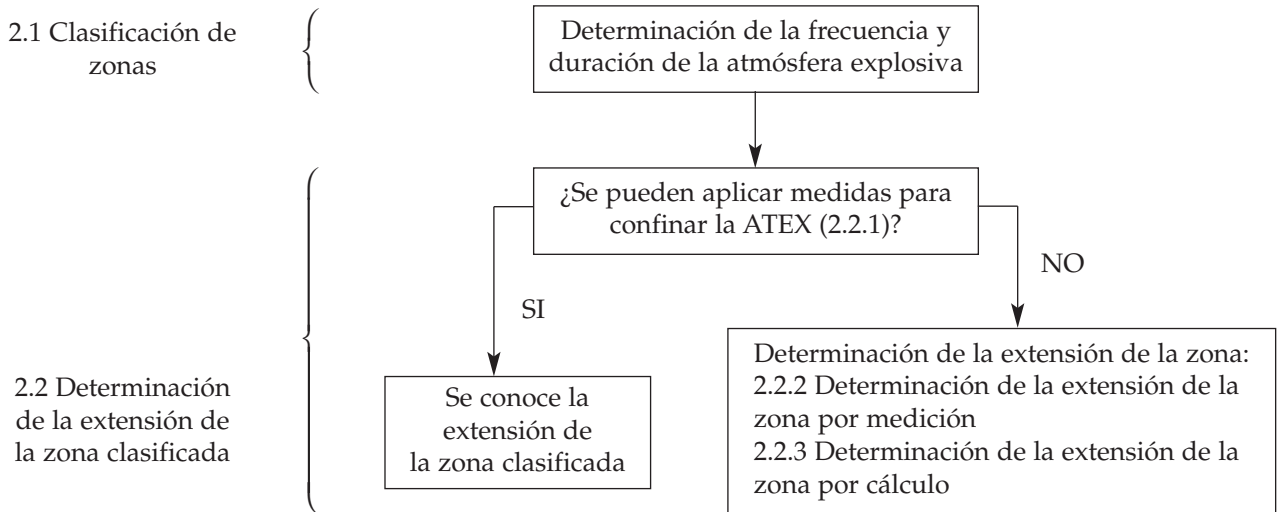 2.1 Clasificación de
zonas
Determinación de la frecuencia y
duración de la atmósfera explosiva
¿Se pueden aplicar medidas para
confinar la ATEX (2.2.1)?
SI
NO
2.2 Determinación
de la extensión de
la zona clasificada
Se conoce la
extensión de
la zona clasificada
Determinación de la extensión de la zona:
2.2.2 Determinación de la extensión de la
zona por medición
2.2.3 Determinación de la extensión de la
zona por cálculo